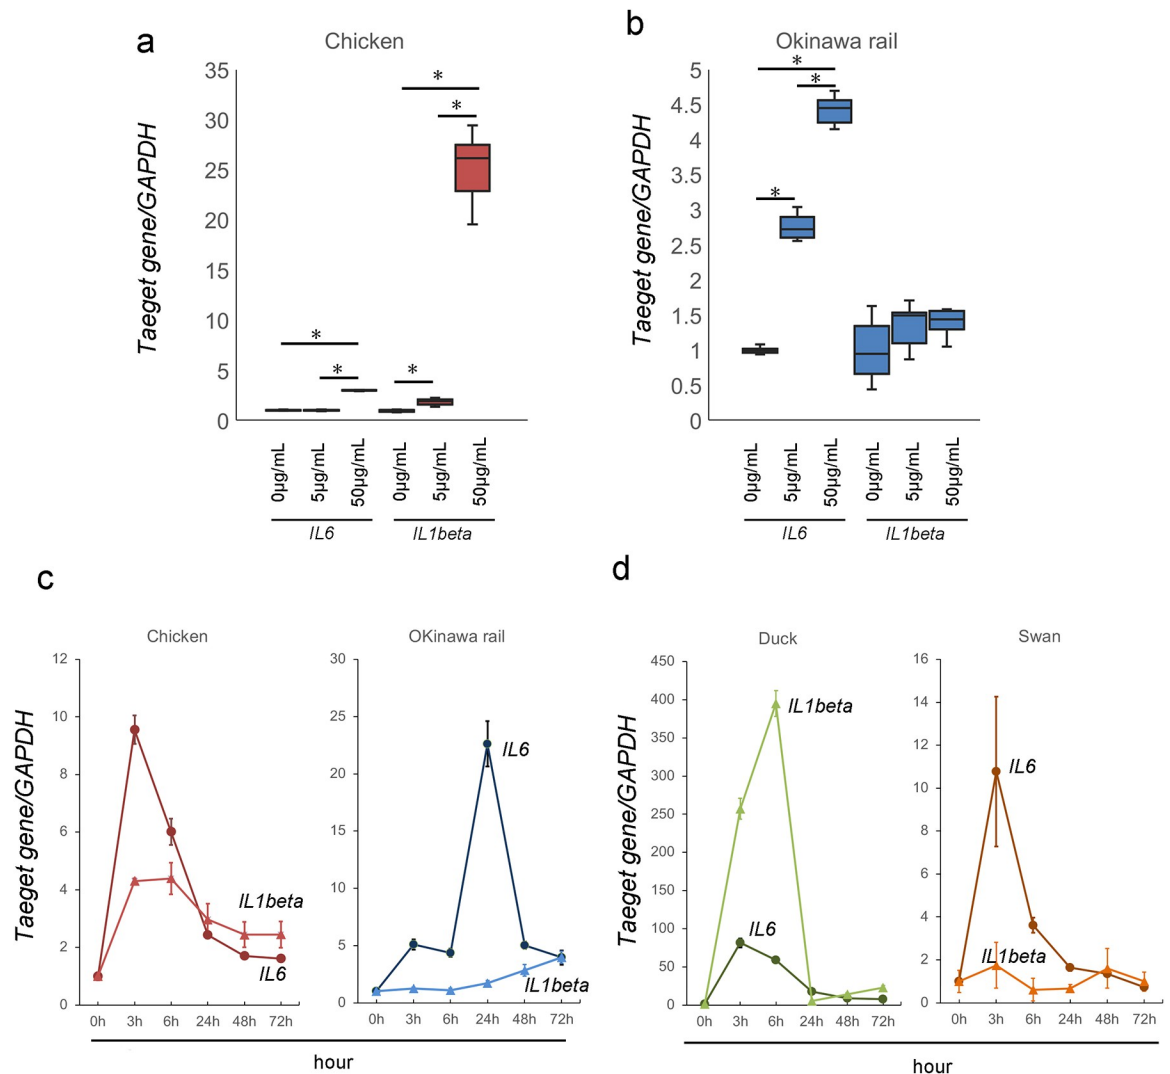 a
Chicken
Taeget gene/GAPDH
35
30
25
20
15
10
5
0
*
*
*
*
*
0µg/mL
5µg/mL
50µg/mL
0µg/mL
5µg/mL
50µg/mL
IL6
IL1beta
b
Okinawa rail
Taeget gene/GAPDH
5
4.5
4
3.5
3
2.5
2
1.5
1
0.5
0
*
*
*
0µg/mL
5µg/mL
50µg/mL
0µg/mL
5µg/mL
50µg/mL
IL6
IL1beta
c
Chicken
Taeget gene/GAPDH
12
10
8
6
4
2
0
IL1beta
IL6
0h 3h 6h 24h 48h 72h
OKinawa rail
30
25
20
15
10
5
0
IL6
IL1beta
0h 3h 6h 24h 48h 72h
hour
d
Duck
Taeget gene/GAPDH
450
400
350
300
250
200
150
100
50
0
IL1beta
IL6
0h 3h 6h 24h 48h 72h
Swan
16
14
12
10
8
6
4
2
0
IL6
IL1beta
0h 3h 6h 24h 48h 72h
hour